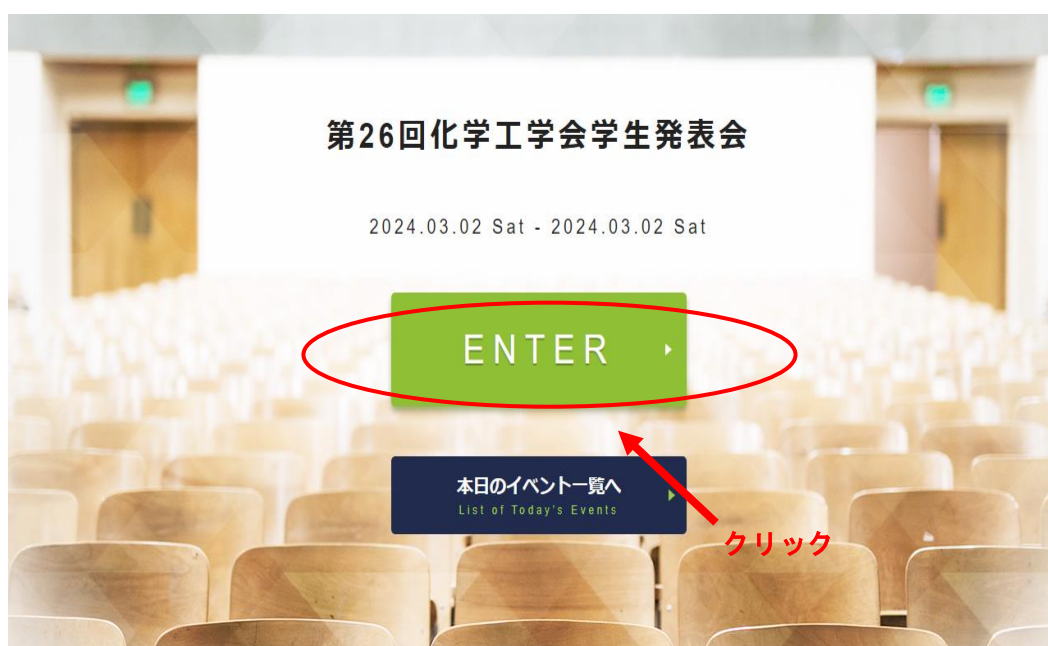 第26回化学工学会学生発表会
2024.03.02 Sat - 2024.03.02 Sat
ENTER
本日のイベント一覧へ
List of Today's Events
クリック